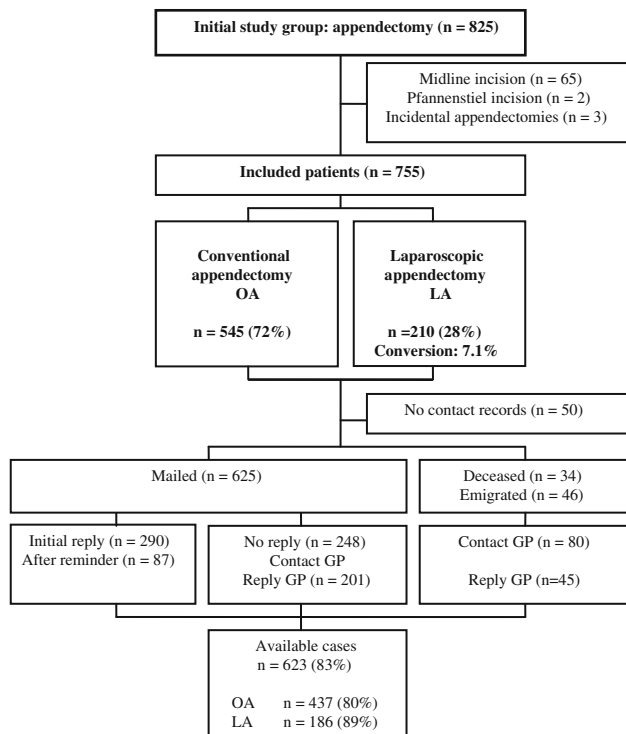 Initial study group: appendectomy (n = 825)
Midline incision (n = 65)
Pfannenstiel incision (n = 2)
Incidental appendectomies (n = 3)
Included patients (n = 755)
Conventional
appendectomy
OA
n = 545 (72%)
Laparoscopic
appendectomy
LA
n =210 (28%)
Conversion: 7.1%
No contact records (n = 50)
Mailed (n = 625)
Deceased (n = 34)
Emigrated (n = 46)
Initial reply (n = 290)
After reminder (n = 87)
No reply (n = 248)
Contact GP
Reply GP (n = 201)
Contact GP (n = 80)
Reply GP (n=45)
Available cases
n = 623 (83%)
OA n = 437 (80%)
LA n = 186 (89%)